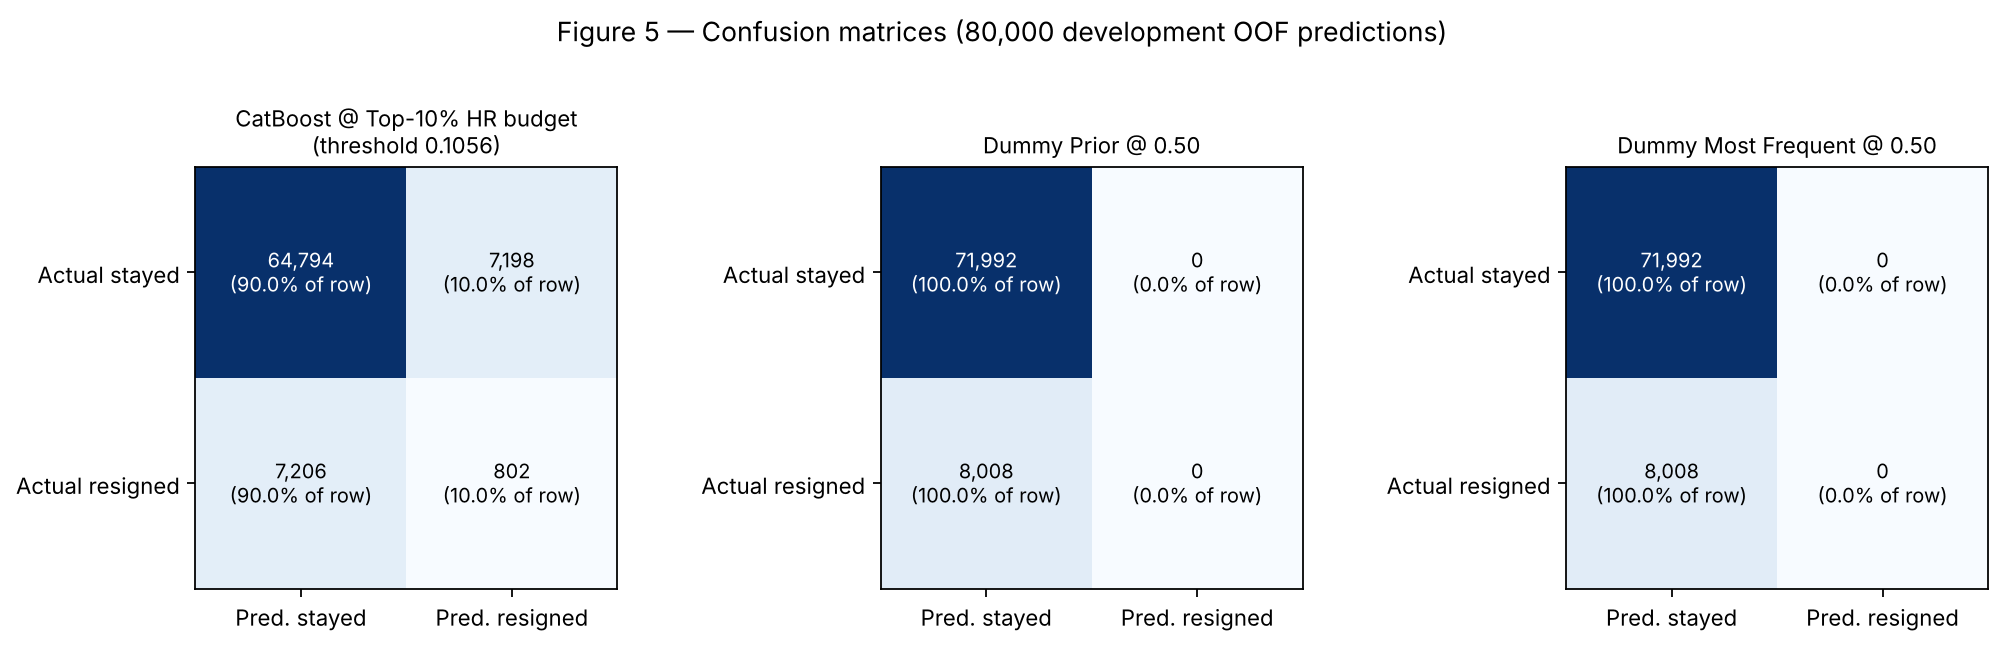 Figure 5 — Confusion matrices (80,000 development OOF predictions)
CatBoost @ Top-10% HR budget
(threshold 0.1056)
Actual stayed
64,794
(90.0% of row)
7,198
(10.0% of row)
Actual resigned
7,206
(90.0% of row)
802
(10.0% of row)
Pred. stayed
Pred. resigned
Dummy Prior @ 0.50
Actual stayed
71,992
(100.0% of row)
0
(0.0% of row)
Actual resigned
8,008
(100.0% of row)
0
(0.0% of row)
Pred. stayed
Pred. resigned
Dummy Most Frequent @ 0.50
Actual stayed
71,992
(100.0% of row)
0
(0.0% of row)
Actual resigned
8,008
(100.0% of row)
0
(0.0% of row)
Pred. stayed
Pred. resigned